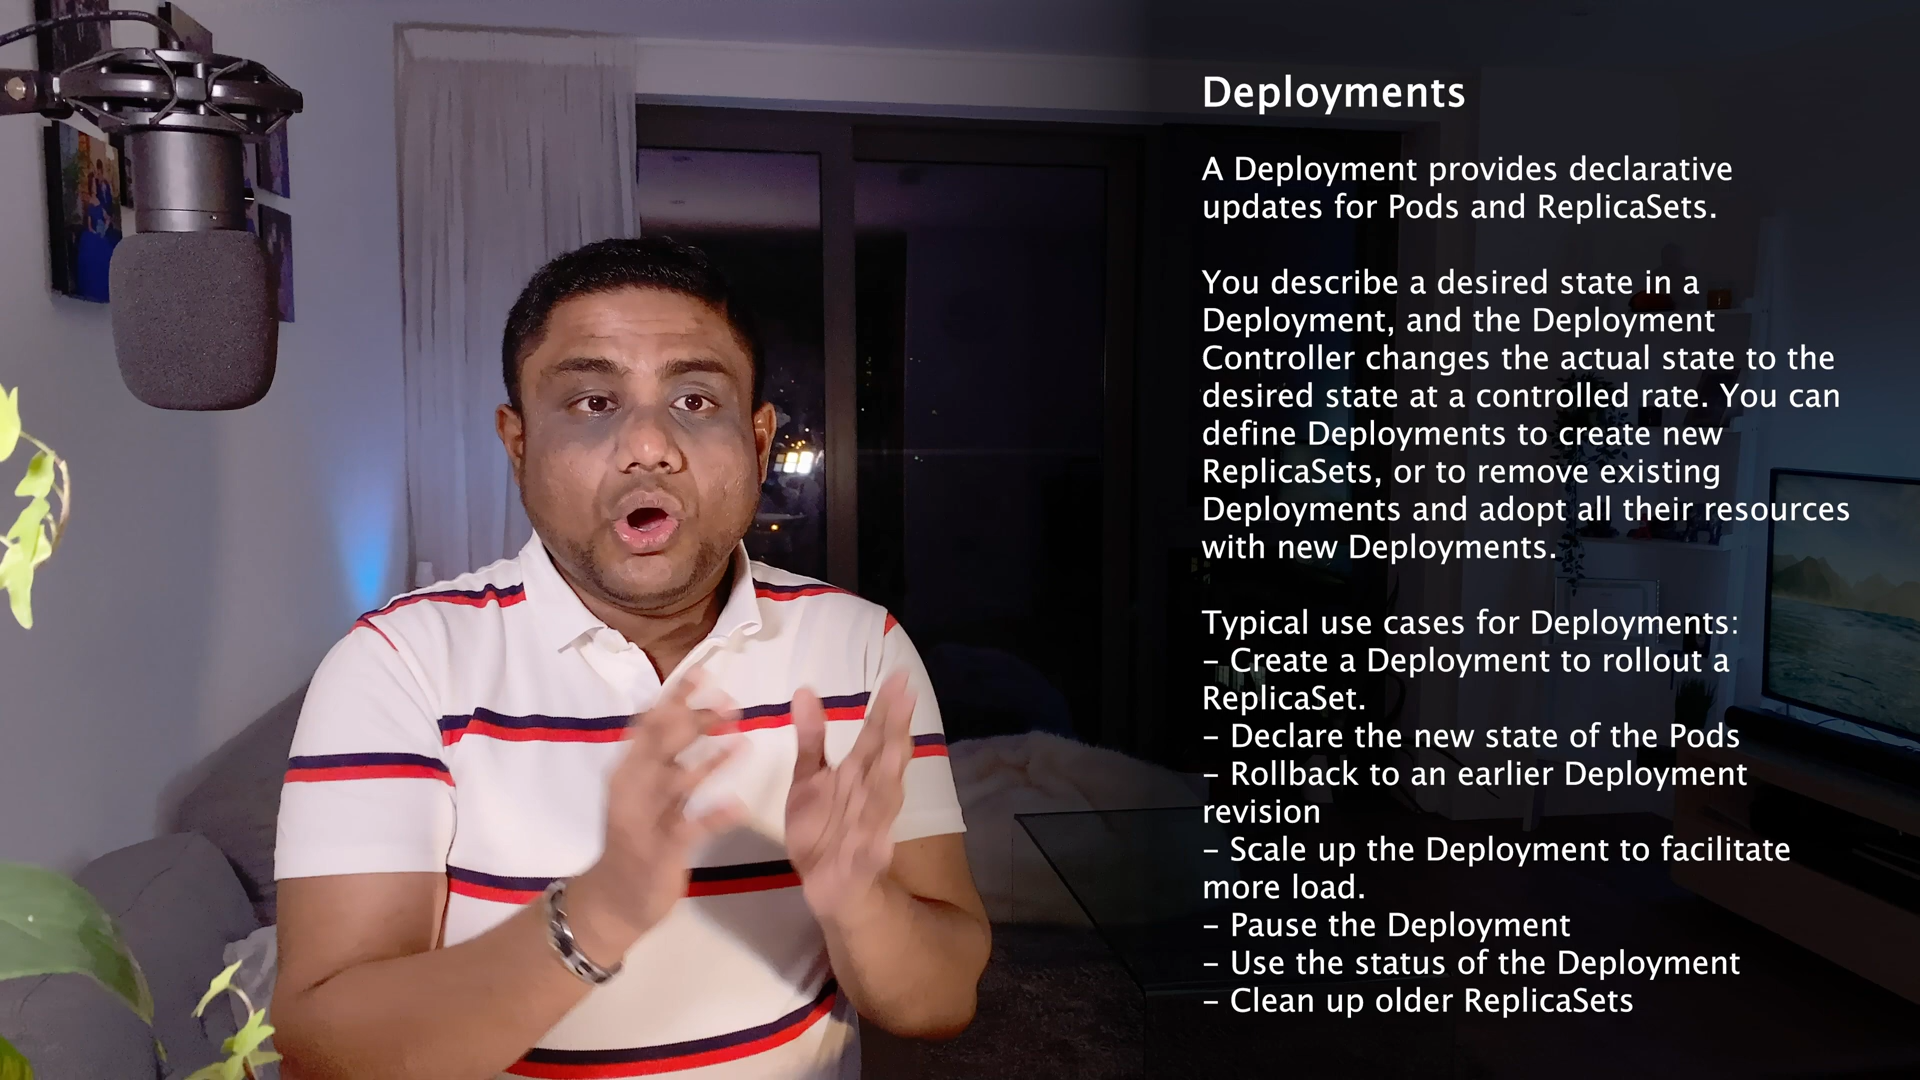 Deployments
A Deployment provides declarative
updates for Pods and ReplicaSets.
You describe a desired state in a
Deployment, and the Deployment
Controller changes the actual state to the
desired state at a controlled rate. You can
define Deployments to create new
ReplicaSets, or to remove existing
Deployments and adopt all their resources
with new Deployments.
Typical use cases for Deployments:
– Create a Deployment to rollout a
ReplicaSet.
– Declare the new state of the Pods
– Rollback to an earlier Deployment
revision
– Scale up the Deployment to facilitate
more load.
– Pause the Deployment
– Use the status of the Deployment
– Clean up older ReplicaSets